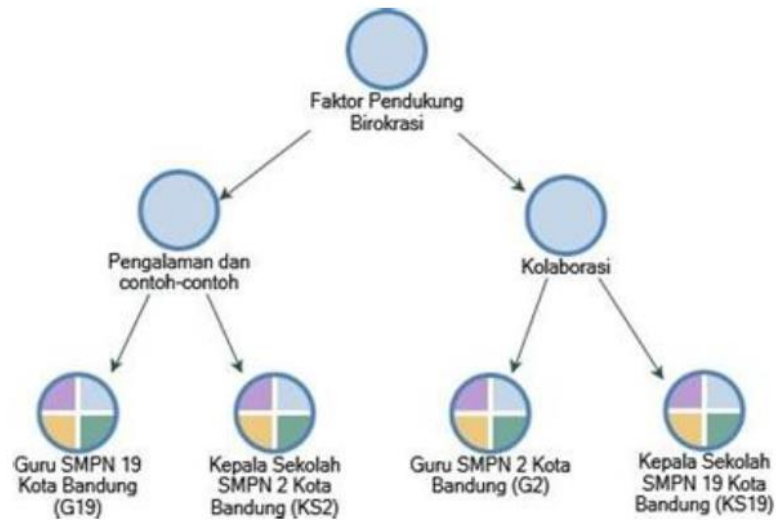 Faktor Pendukung
Birokrasi
Pengalaman dan
contoh-contoh
Kolaborasi
Guru SMPN 19
Kota Bandung
(G19)
Kepala Sekolah
SMPN 2 Kota
Bandung (KS2)
Guru SMPN 2 Kota
Bandung (G2)
Kepala Sekolah
SMPN 19 Kota
Bandung (KS19)